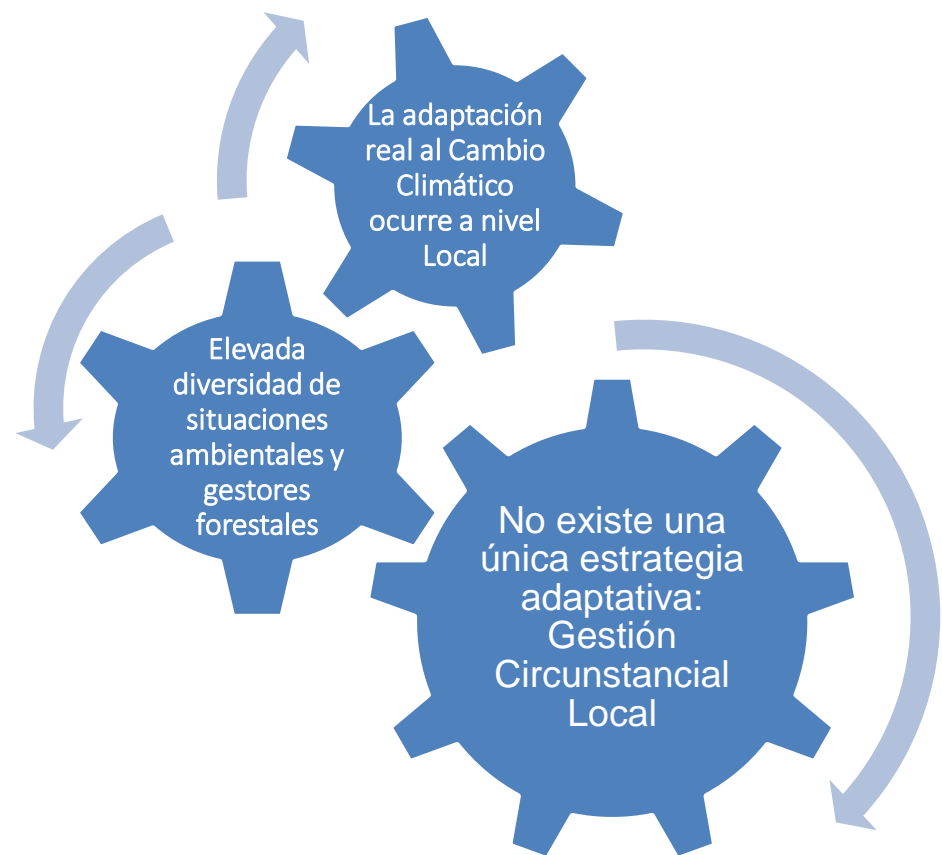 La adaptación
real al Cambio
Climático
ocurre a nivel
Local
Elevada
diversidad de
situaciones
ambientales y
gestores
forestales
No existe una
única estrategia
adaptativa:
Gestión
Circunstancial
Local